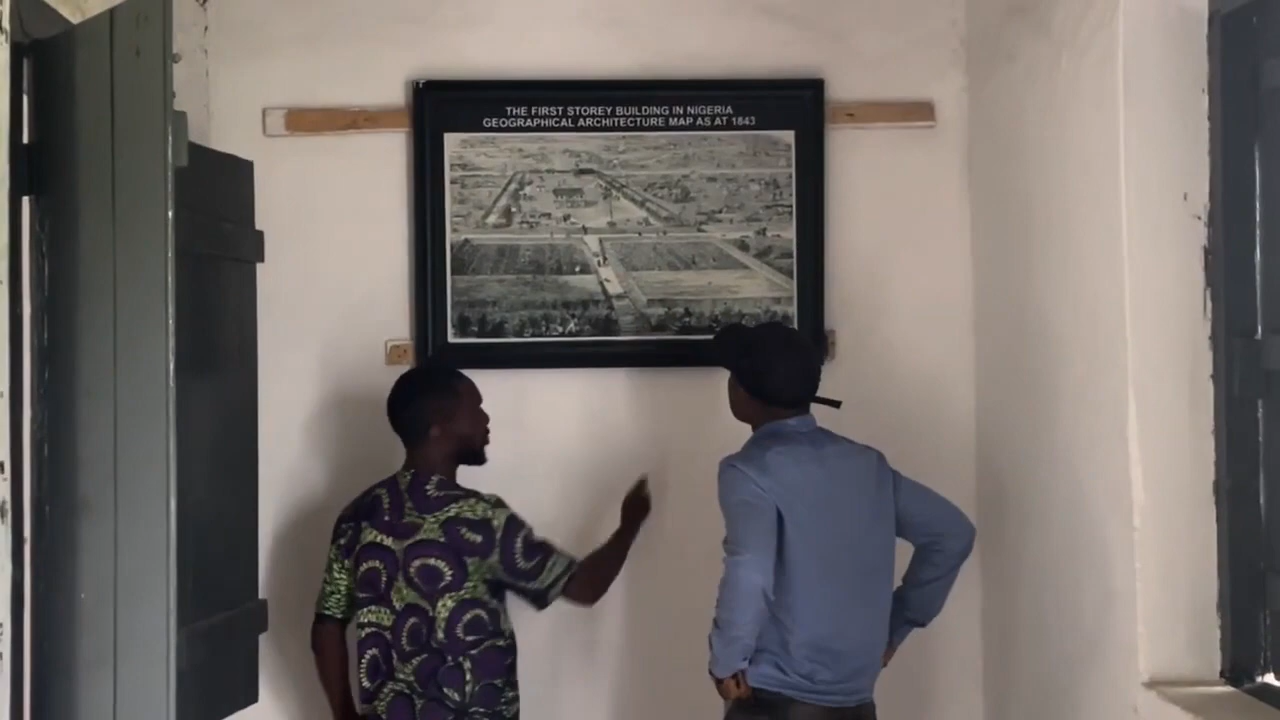 THE FIRST STOREY BUILDING IN NIGERIA
GEOGRAPHICAL ARCHITECTURE MAP AS AT 1843